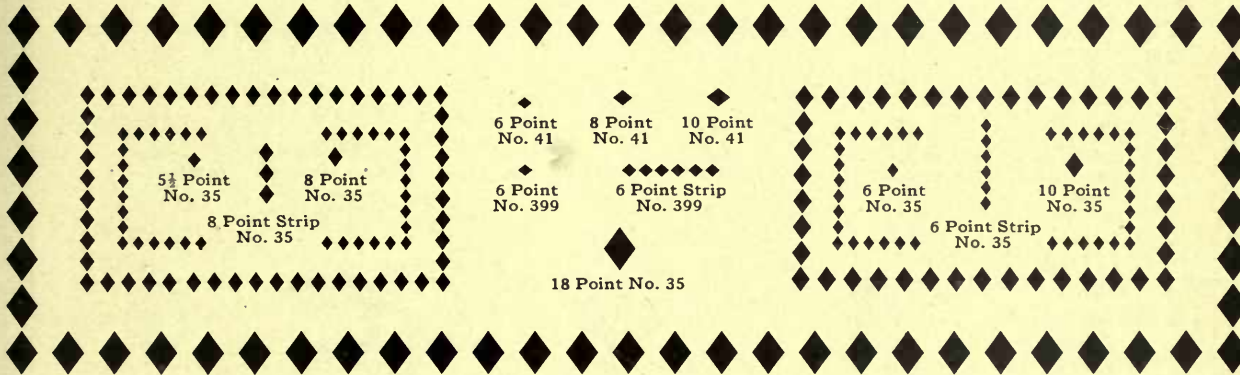 5½ Point
No. 35
8 Point
No. 35
8 Point Strip
No. 35
6 Point
No. 41
8 Point
No. 41
10 Point
No. 41
6 Point
No. 399
6 Point Strip
No. 399
18 Point No. 35
6 Point
No. 35
10 Point
No. 35
6 Point Strip
No. 35